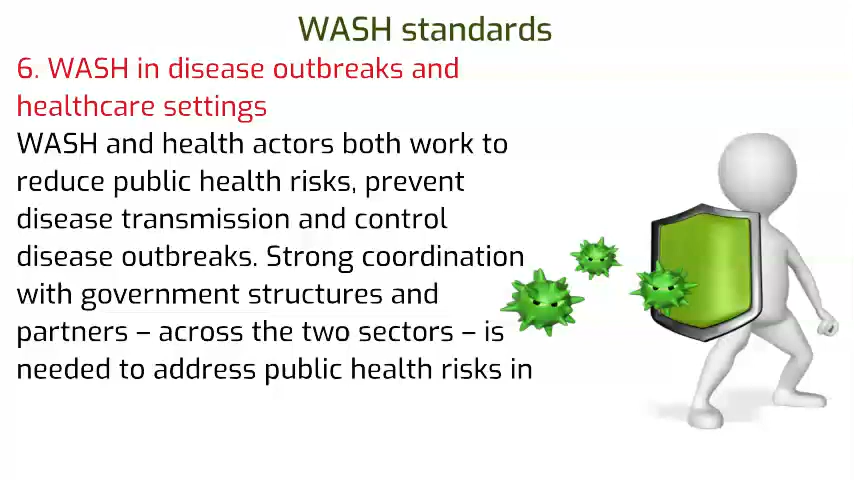 WASH standards
6. WASH in disease outbreaks and
healthcare settings
WASH and health actors both work to
reduce public health risks, prevent
disease transmission and control
disease outbreaks. Strong coordination
with government structures and
partners – across the two sectors – is
needed to address public health risks in